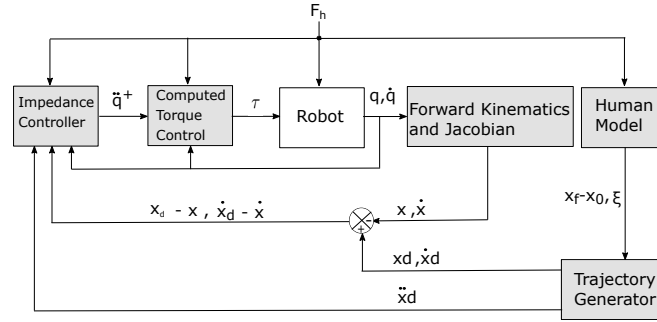 F_h
Impedance
Controller
q̈⁺
Computed
Torque
Control
τ
Robot
q,q̇
Forward Kinematics
and Jacobian
Human
Model
x_d - x , ẋ_d - ẋ
-
+
x,ẋ
x_f-x_0,ξ
xd,ẋd
ẍd
Trajectory
Generator